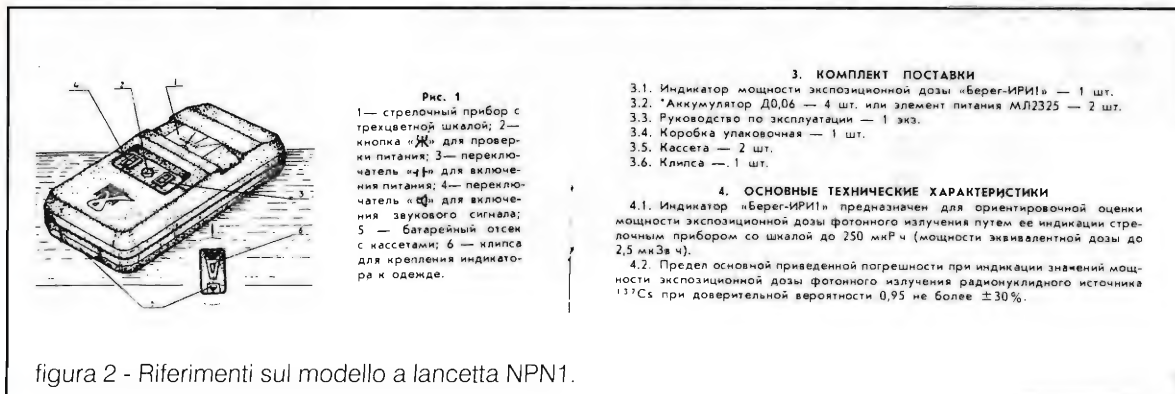 4
2
1
3
6
Рис. 1
1— стрелочный прибор с
трехцветной шкалой; 2—
кнопка «Ж» для провер-
ки питания; 3— переклю-
чатель «⊣⊢» для включе-
ния питания; 4— переклю-
чатель «» для включе-
ния звукового сигнала;
5 — батарейный отсек
с кассетами; 6 — клипса
для крепления индикато-
ра к одежде.
3. КОМПЛЕКТ ПОСТАВКИ
3.1. Индикатор мощности экспозиционной дозы «Берег-ИРИ!» — 1 шт.
3.2. *Аккумулятор Д0,06 — 4 шт. или элемент питания МЛ2325 — 2 шт.
3.3. Руководство по эксплуатации — 1 экз.
3.4. Коробка упаковочная — 1 шт.
3.5. Кассета — 2 шт.
3.6. Клипса —. 1 шт.
4. ОСНОВНЫЕ ТЕХНИЧЕСКИЕ ХАРАКТЕРИСТИКИ
4.1. Индикатор «Берег-ИРИ1» предназначен для ориентировочной оценки
мощности экспозиционной дозы фотонного излучения путем ее индикации стре-
лочным прибором со шкалой до 250 мкР ч (мощности эквивалентной дозы до
2,5 мкЗв ч).
4.2. Предел основной приведенной погрешности при индикации значений мощ-
ности экспозиционной дозы фотонного излучения радионуклидного источника
¹³⁷Cs при доверительной вероятности 0,95 не более ±30%.
figura 2 - Riferimenti sul modello a lancetta NPN1.